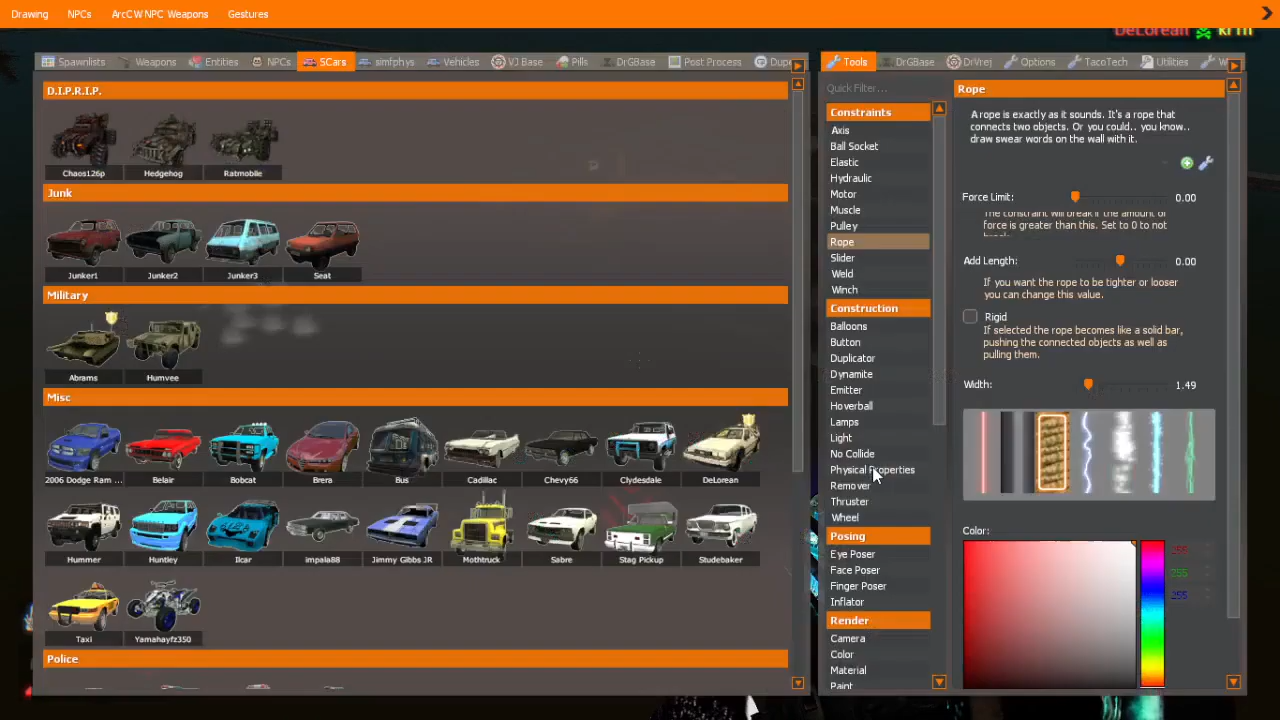 Drawing NPCs ArcCW NPC Weapons Gestures
DeLorean kr1n
Spawnlists Weapons Entities NPCs SCars simfphys Vehicles VJ Base Pills DrGBase Post Process Dupe
Tools DrGBase DrVrej Options TacoTech Utilities W
D.I.P.R.I.P.
Chaos126p Hedgehog Ratmobile
Junk
Junker1 Junker2 Junker3 Seat
Military
Abrams Humvee
Misc
2006 Dodge Ram ... Belair Bobcat Brera Bus Cadillac Chevy66 Clydesdale DeLorean
Hummer Huntley Ilcar impala88 Jimmy Gibbs JR Mothtruck Sabre Stag Pickup Studebaker
Taxi Yamahayfz350
Police
Quick Filter...
Constraints
Axis
Ball Socket
Elastic
Hydraulic
Motor
Muscle
Pulley
Rope
Slider
Weld
Winch
Construction
Balloons
Button
Duplicator
Dynamite
Emitter
Hoverball
Lamps
Light
No Collide
Physical Properties
Remover
Thruster
Wheel
Posing
Eye Poser
Face Poser
Finger Poser
Inflator
Render
Camera
Color
Material
Paint
Rope
A rope is exactly as it sounds. It's a rope that
connects two objects. Or you could.. you know..
draw swear words on the wall with it.
Force Limit: 0.00
The constraint will break if the amount of
force is greater than this. Set to 0 to not
break.
Add Length: 0.00
If you want the rope to be tighter or looser
you can change this value.
Rigid
If selected the rope becomes like a solid bar,
pushing the connected objects as well as
pulling them.
Width: 1.49
Color:
255
255
255